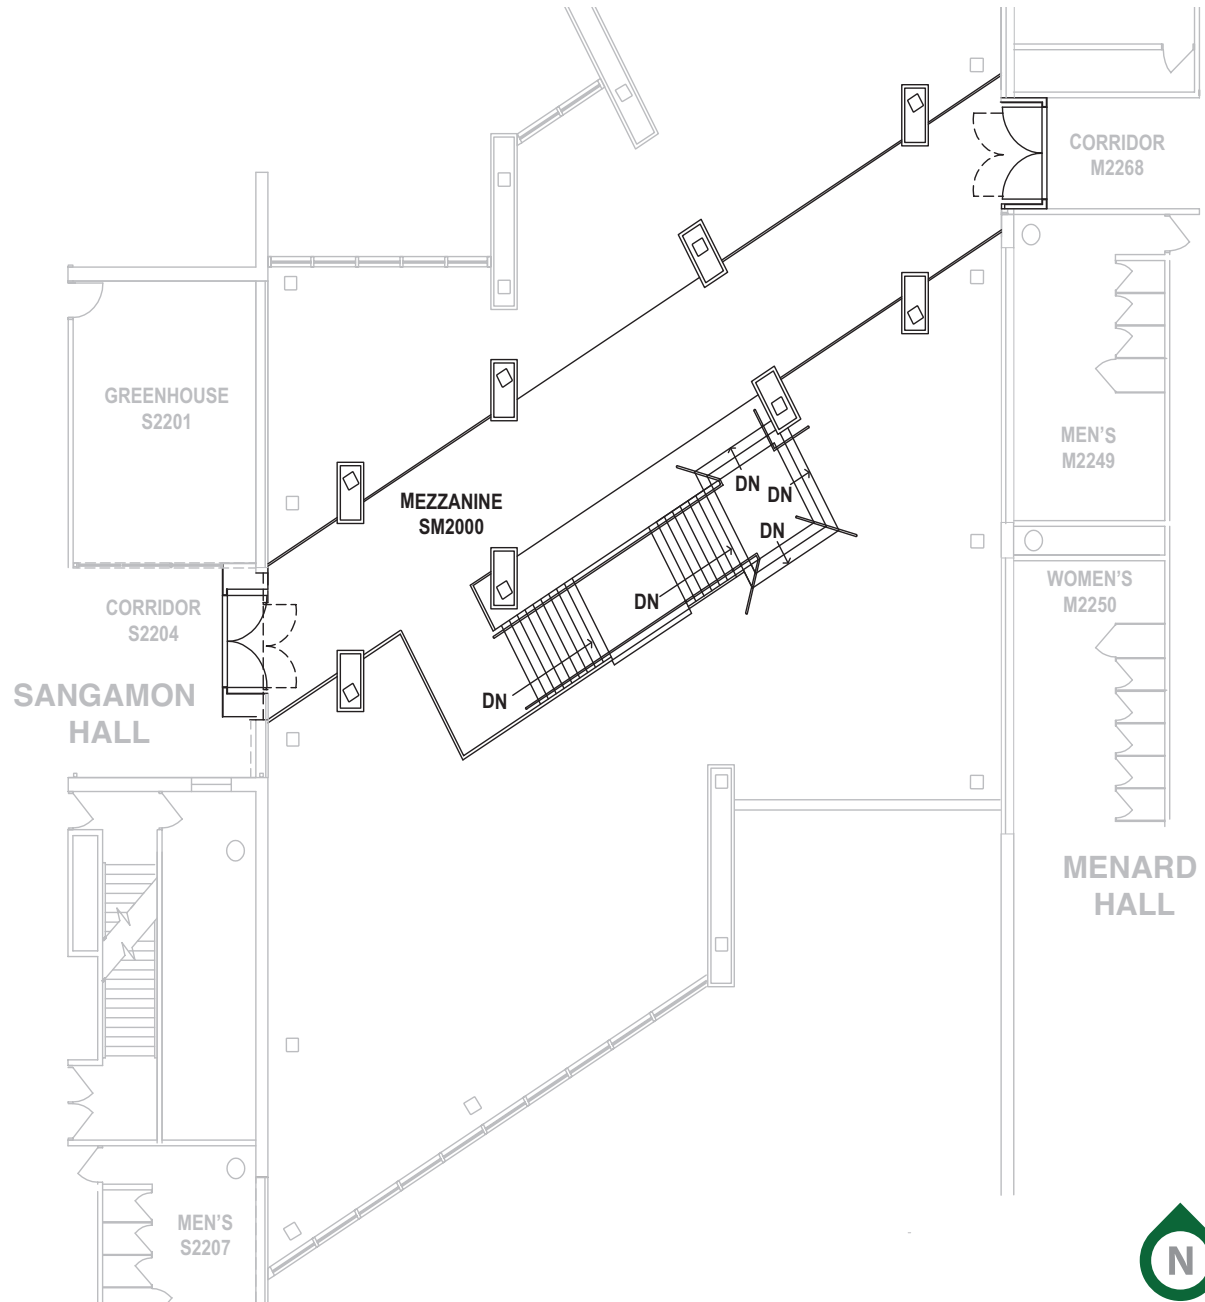 CORRIDOR
M2268
GREENHOUSE
S2201
MEN'S
M2249
MEZZANINE
SM2000
DN
DN
DN
DN
DN
WOMEN'S
M2250
CORRIDOR
S2204
SANGAMON
HALL
MENARD
HALL
MEN'S
S2207
N